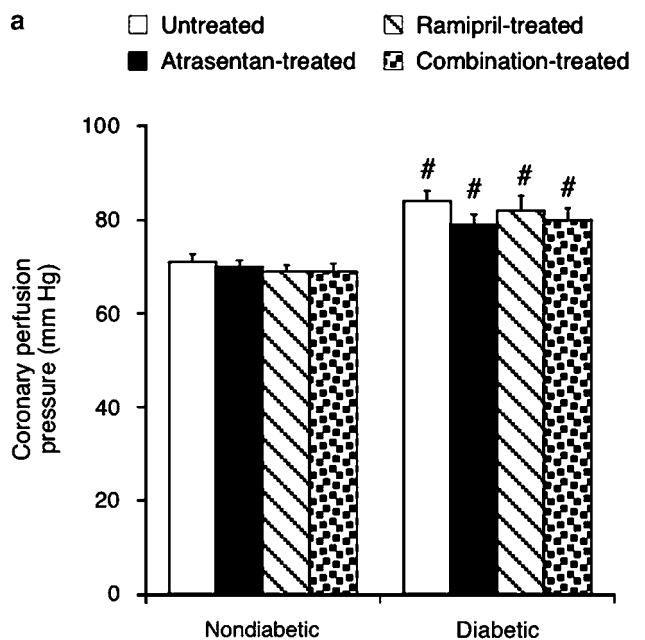 a
Untreated
Ramipril-treated
Atrasentan-treated
Combination-treated
Coronary perfusion
pressure (mm Hg)
100
80
60
40
20
0
# # # #
Nondiabetic
Diabetic